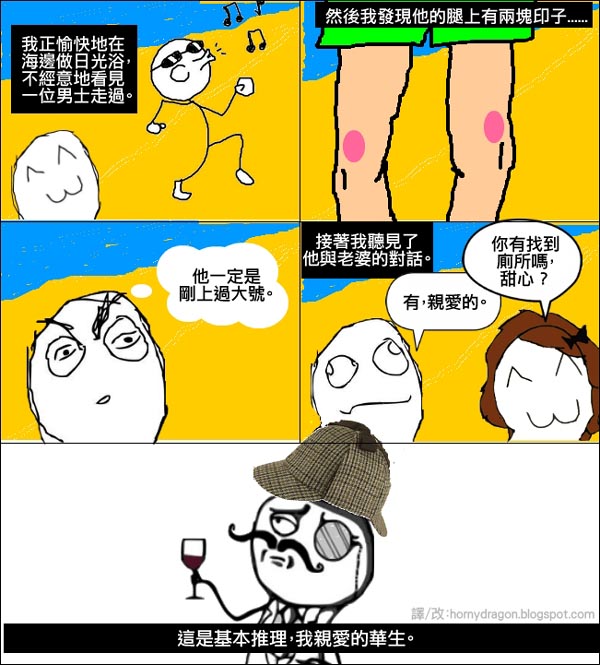 我正愉快地在
海邊做日光浴，
不經意地看見
一位男士走過。
然後我發現他的腿上有兩塊印子......
他一定是
剛上過大號。
接著我聽見了
他與老婆的對話。
你有找到
廁所嗎，
甜心？
有，親愛的。
譯/改:hornydragon.blogspot.com
這是基本推理，我親愛的華生。